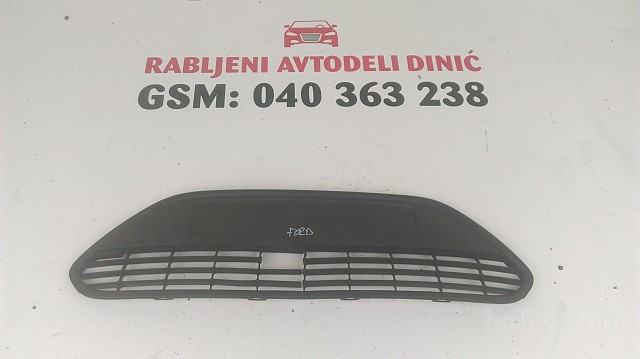 RABLJENI AVTODELI DINIĆ
GSM: 040 363 238
FORD